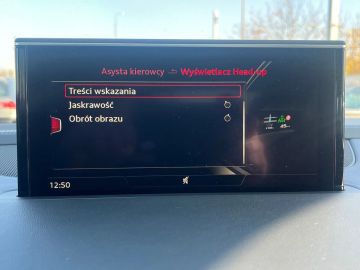 Asysta kierowcy Wyświetlacz Head up
Treści wskazania
Jaskrawość
Obrót obrazu
12:50